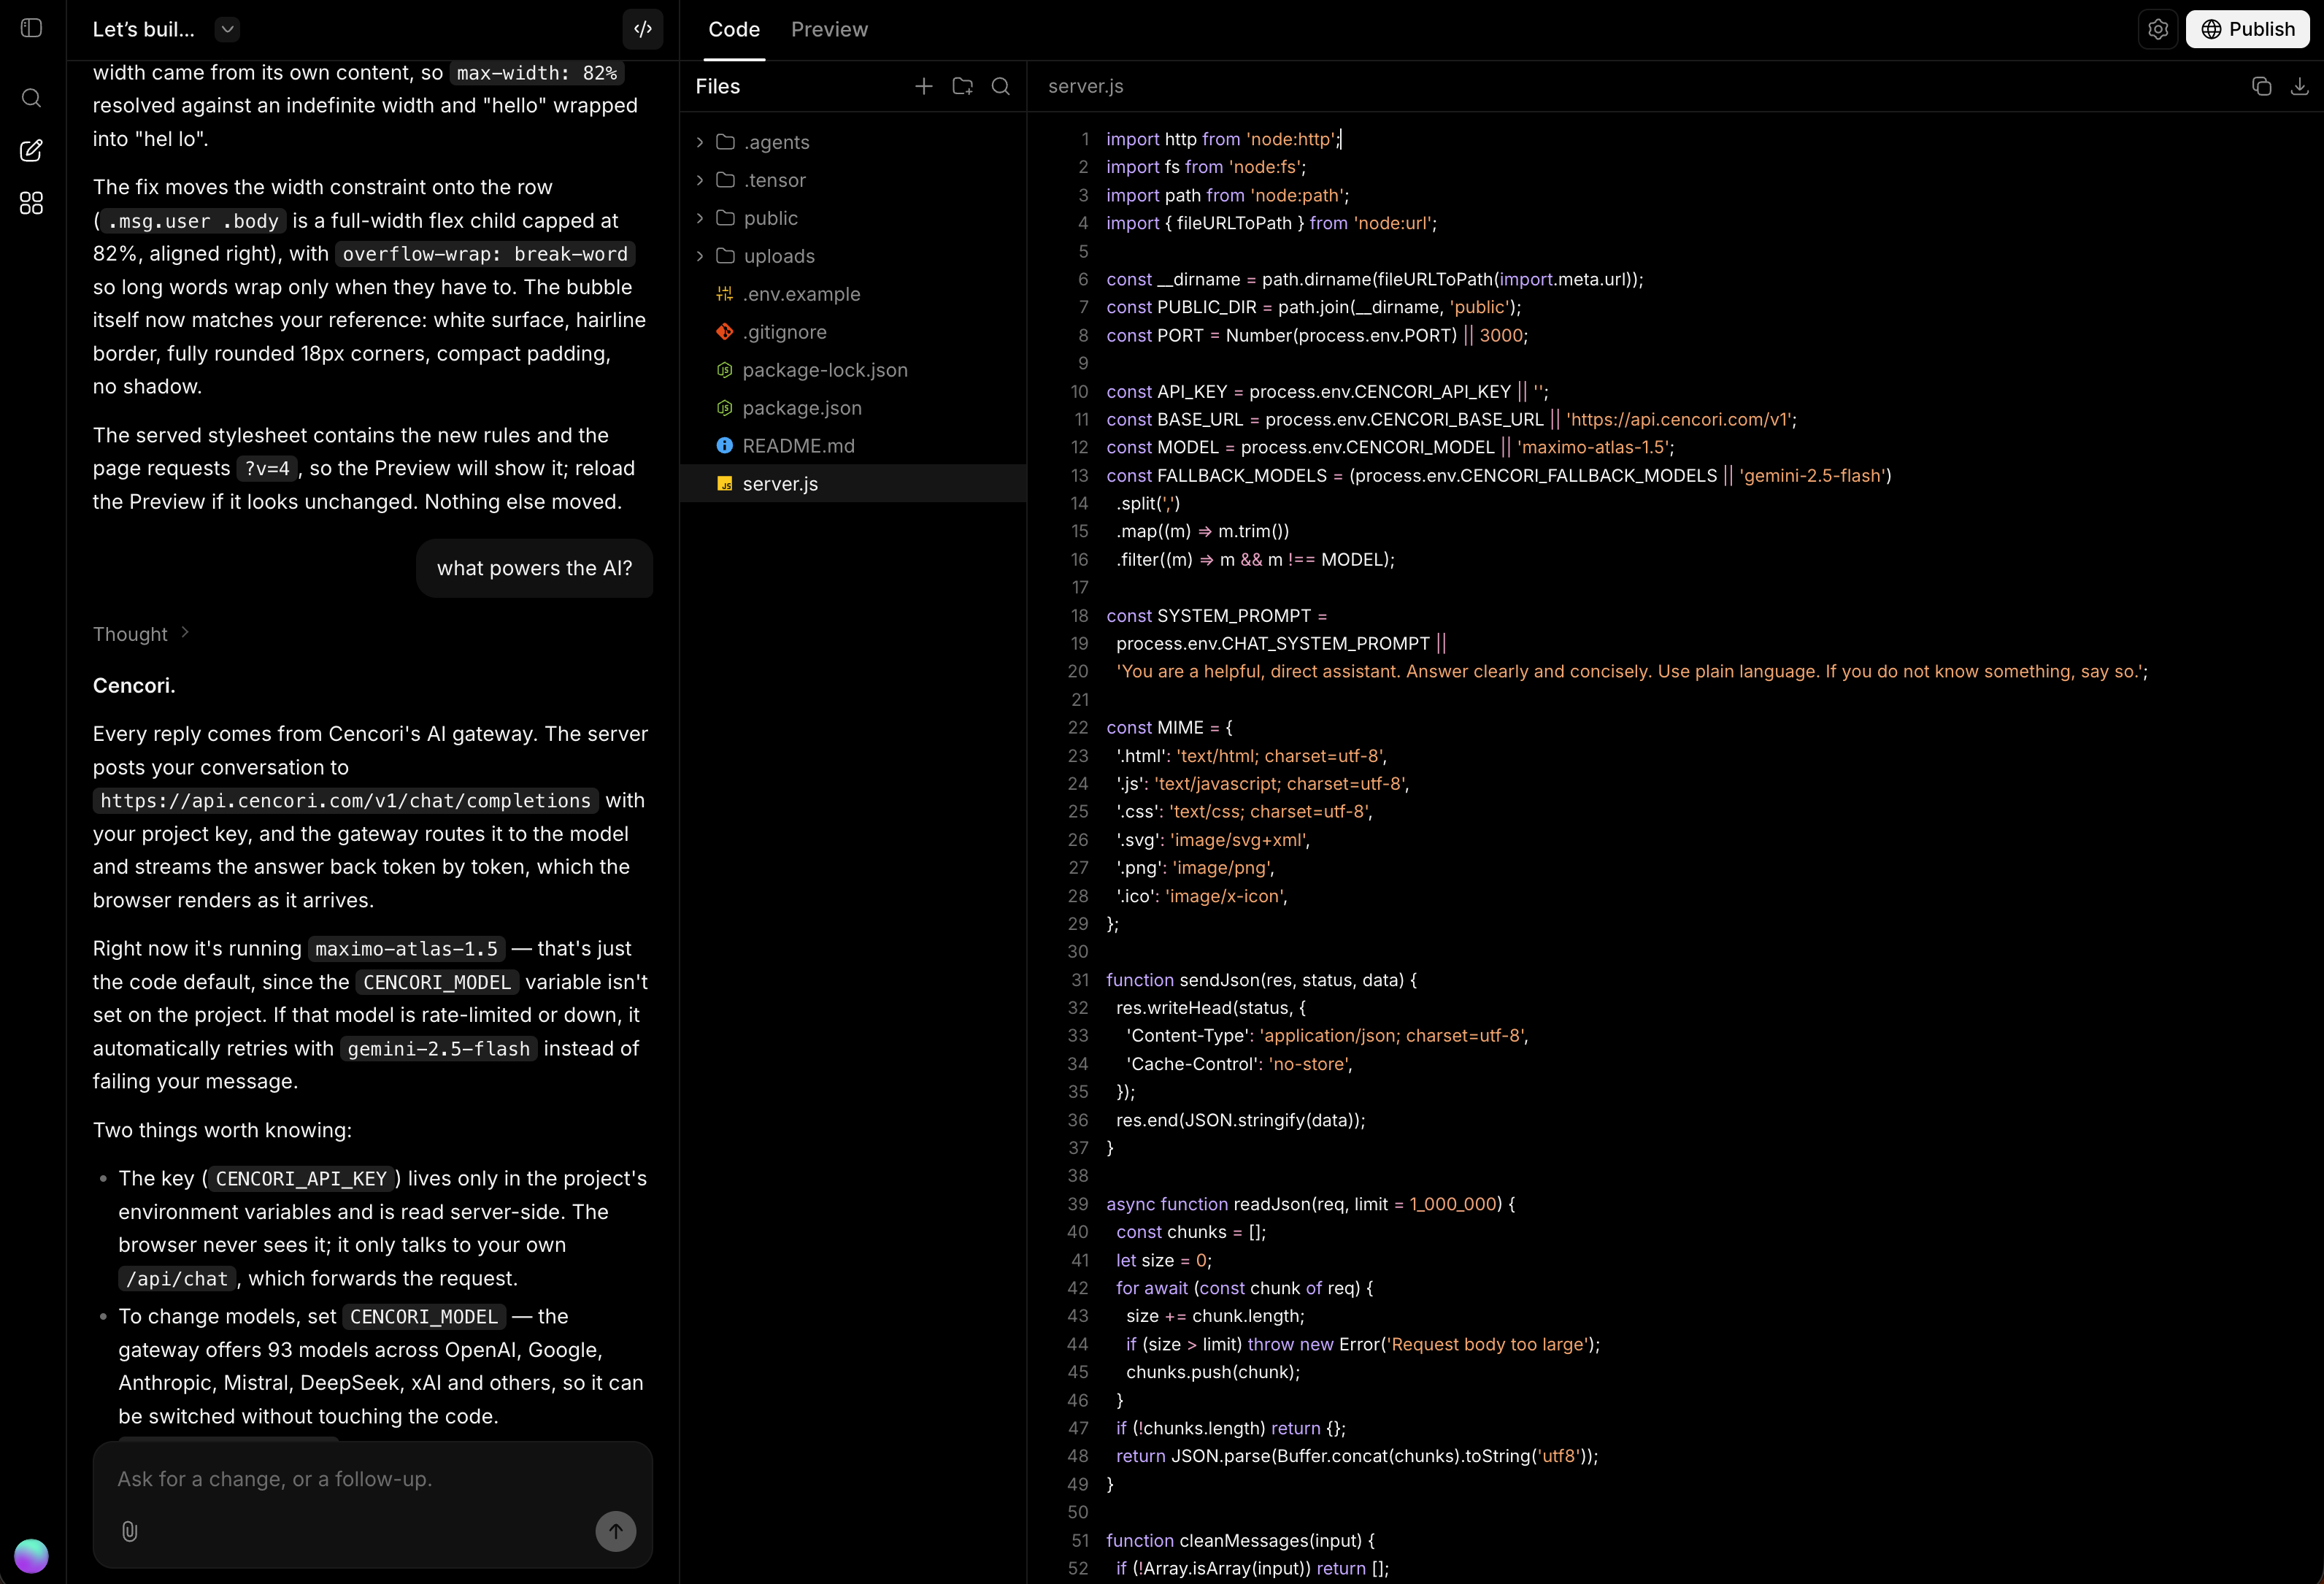 Let's buil...
width came from its own content, so max-width: 82%
resolved against an indefinite width and "hello" wrapped
into "hel lo".
The fix moves the width constraint onto the row
(.msg.user .body is a full-width flex child capped at
82%, aligned right), with overflow-wrap: break-word
so long words wrap only when they have to. The bubble
itself now matches your reference: white surface, hairline
border, fully rounded 18px corners, compact padding,
no shadow.
The served stylesheet contains the new rules and the
page requests ?v=4, so the Preview will show it; reload
the Preview if it looks unchanged. Nothing else moved.
what powers the AI?
Thought
Cencori.
Every reply comes from Cencori's AI gateway. The server
posts your conversation to
https://api.cencori.com/v1/chat/completions with
your project key, and the gateway routes it to the model
and streams the answer back token by token, which the
browser renders as it arrives.
Right now it's running maximo-atlas-1.5 — that's just
the code default, since the CENCORI_MODEL variable isn't
set on the project. If that model is rate-limited or down, it
automatically retries with gemini-2.5-flash instead of
failing your message.
Two things worth knowing:
• The key (CENCORI_API_KEY) lives only in the project's
environment variables and is read server-side. The
browser never sees it; it only talks to your own
/api/chat, which forwards the request.
• To change models, set CENCORI_MODEL — the
gateway offers 93 models across OpenAI, Google,
Anthropic, Mistral, DeepSeek, xAI and others, so it can
be switched without touching the code.
Ask for a change, or a follow-up.
Code Preview
Publish
Files
.agents
.tensor
public
uploads
.env.example
.gitignore
package-lock.json
package.json
README.md
server.js
server.js
1 import http from 'node:http';
2 import fs from 'node:fs';
3 import path from 'node:path';
4 import { fileURLToPath } from 'node:url';
5
6 const __dirname = path.dirname(fileURLToPath(import.meta.url));
7 const PUBLIC_DIR = path.join(__dirname, 'public');
8 const PORT = Number(process.env.PORT) || 3000;
9
10 const API_KEY = process.env.CENCORI_API_KEY || '';
11 const BASE_URL = process.env.CENCORI_BASE_URL || 'https://api.cencori.com/v1';
12 const MODEL = process.env.CENCORI_MODEL || 'maximo-atlas-1.5';
13 const FALLBACK_MODELS = (process.env.CENCORI_FALLBACK_MODELS || 'gemini-2.5-flash')
14 .split(',')
15 .map((m) => m.trim())
16 .filter((m) => m && m !== MODEL);
17
18 const SYSTEM_PROMPT =
19 process.env.CHAT_SYSTEM_PROMPT ||
20 'You are a helpful, direct assistant. Answer clearly and concisely. Use plain language. If you do not know something, say so.';
21
22 const MIME = {
23 '.html': 'text/html; charset=utf-8',
24 '.js': 'text/javascript; charset=utf-8',
25 '.css': 'text/css; charset=utf-8',
26 '.svg': 'image/svg+xml',
27 '.png': 'image/png',
28 '.ico': 'image/x-icon',
29 };
30
31 function sendJson(res, status, data) {
32 res.writeHead(status, {
33 'Content-Type': 'application/json; charset=utf-8',
34 'Cache-Control': 'no-store',
35 });
36 res.end(JSON.stringify(data));
37 }
38
39 async function readJson(req, limit = 1_000_000) {
40 const chunks = [];
41 let size = 0;
42 for await (const chunk of req) {
43 size += chunk.length;
44 if (size > limit) throw new Error('Request body too large');
45 chunks.push(chunk);
46 }
47 if (!chunks.length) return {};
48 return JSON.parse(Buffer.concat(chunks).toString('utf8'));
49 }
50
51 function cleanMessages(input) {
52 if (!Array.isArray(input)) return [];